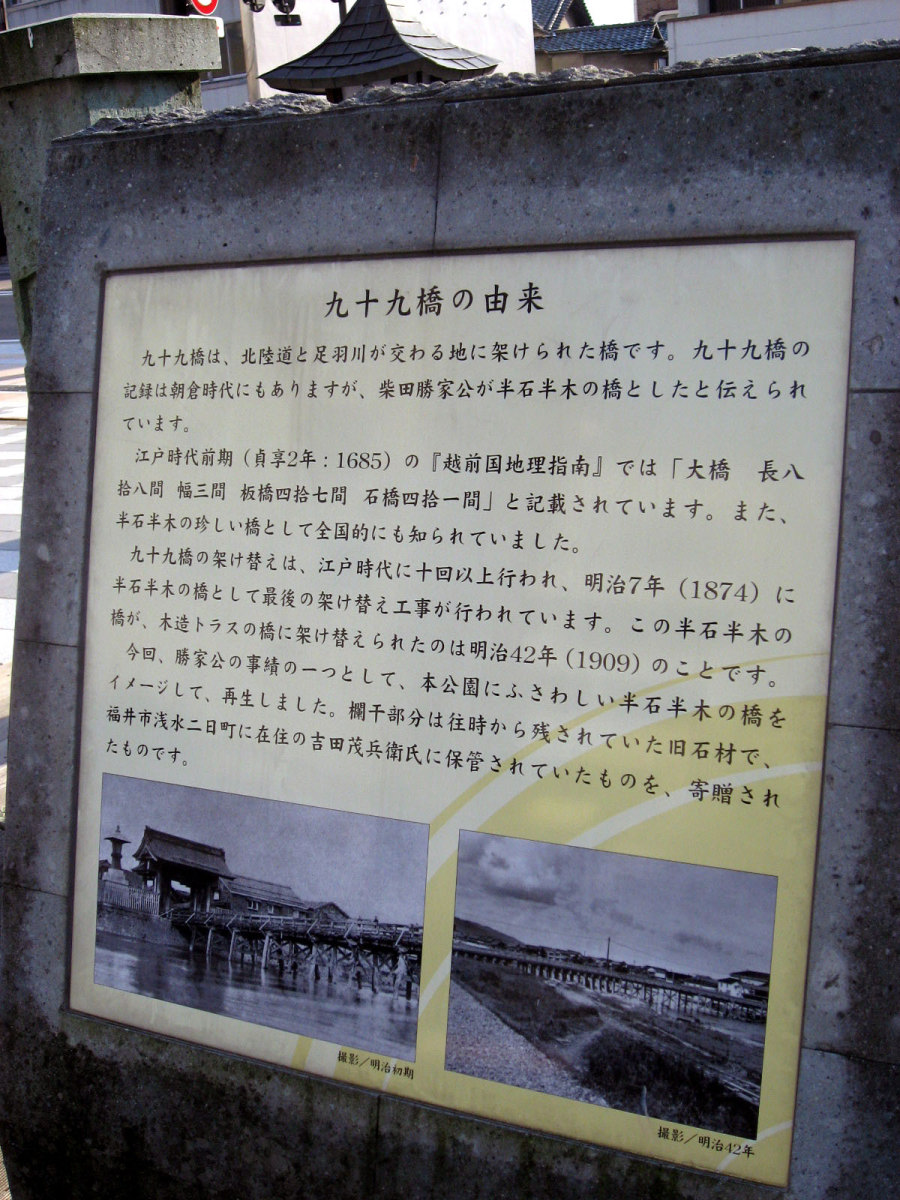 九十九橋の由来
九十九橋は、北陸道と足羽川が交わる地に架けられた橋です。九十九橋の
記録は朝倉時代にもありますが、柴田勝家公が半石半木の橋としたと伝えられ
ています。
江戸時代前期（貞享2年：1685）の『越前国地理指南』では「大橋　長八
拾八間　幅三間　板橋四拾七間　石橋四拾一間」と記載されています。また、
半石半木の珍しい橋として全国的にも知られていました。
九十九橋の架け替えは、江戸時代に十回以上行われ、明治7年（1874）に
半石半木の橋として最後の架け替え工事が行われています。この半石半木の
橋が、木造トラスの橋に架け替えられたのは明治42年（1909）のことです。
今回、勝家公の事績の一つとして、本公園にふさわしい半石半木の橋を
イメージして、再生しました。欄干部分は往時から残されていた旧石材で、
福井市浅水二日町に在住の吉田茂兵衛氏に保管されていたものを、寄贈され
たものです。
撮影／明治初期
撮影／明治42年